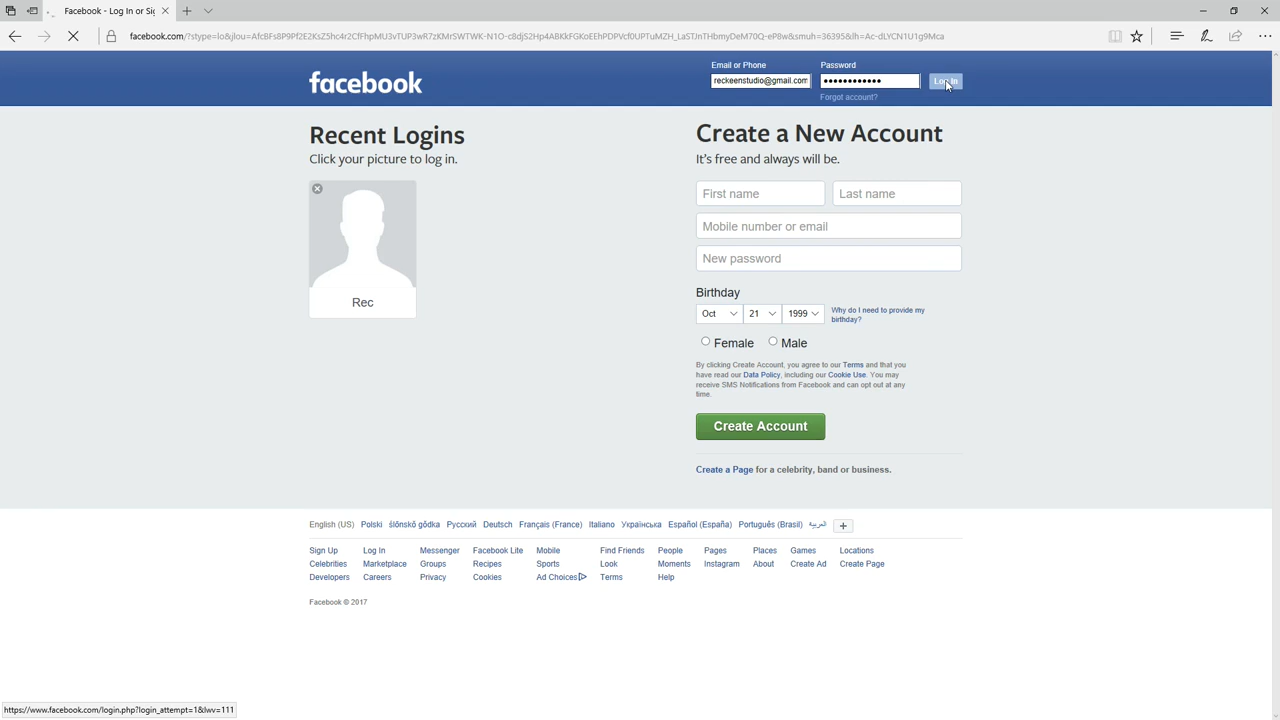 Facebook - Log In or Sig
facebook.com/?stype=lo&jlou=AfcBFs8P9Pf2E2KsZ5hc4r2CfFhpMU3vTUP3wR7zKMrSWTWK-N1O-c8djS2Hp4ABKkFGKoEEhPDPVcf0UPTuMZH_LaSTJnTHbmyDeM70Q-eP8w&smuh=36395&lh=Ac-dLYCN1U1g9Mca
facebook
Email or Phone
Password
reckeenstudio@gmail.com
Log In
Forgot account?
Recent Logins
Click your picture to log in.
Rec
Create a New Account
It's free and always will be.
First name
Last name
Mobile number or email
New password
Birthday
Oct 21 1999
Why do I need to provide my
birthday?
Female Male
By clicking Create Account, you agree to our Terms and that you
have read our Data Policy, including our Cookie Use. You may
receive SMS Notifications from Facebook and can opt out at any
time.
Create Account
Create a Page for a celebrity, band or business.
English (US) Polski ślōnskŏ gŏdka Русский Deutsch Français (France) Italiano Українська Español (España) Português (Brasil) العربية
Sign Up Log In Messenger Facebook Lite Mobile Find Friends People Pages Places Games Locations
Celebrities Marketplace Groups Recipes Sports Look Moments Instagram About Create Ad Create Page
Developers Careers Privacy Cookies Ad Choices Terms Help
Facebook © 2017
https://www.facebook.com/login.php?login_attempt=1&lwv=111